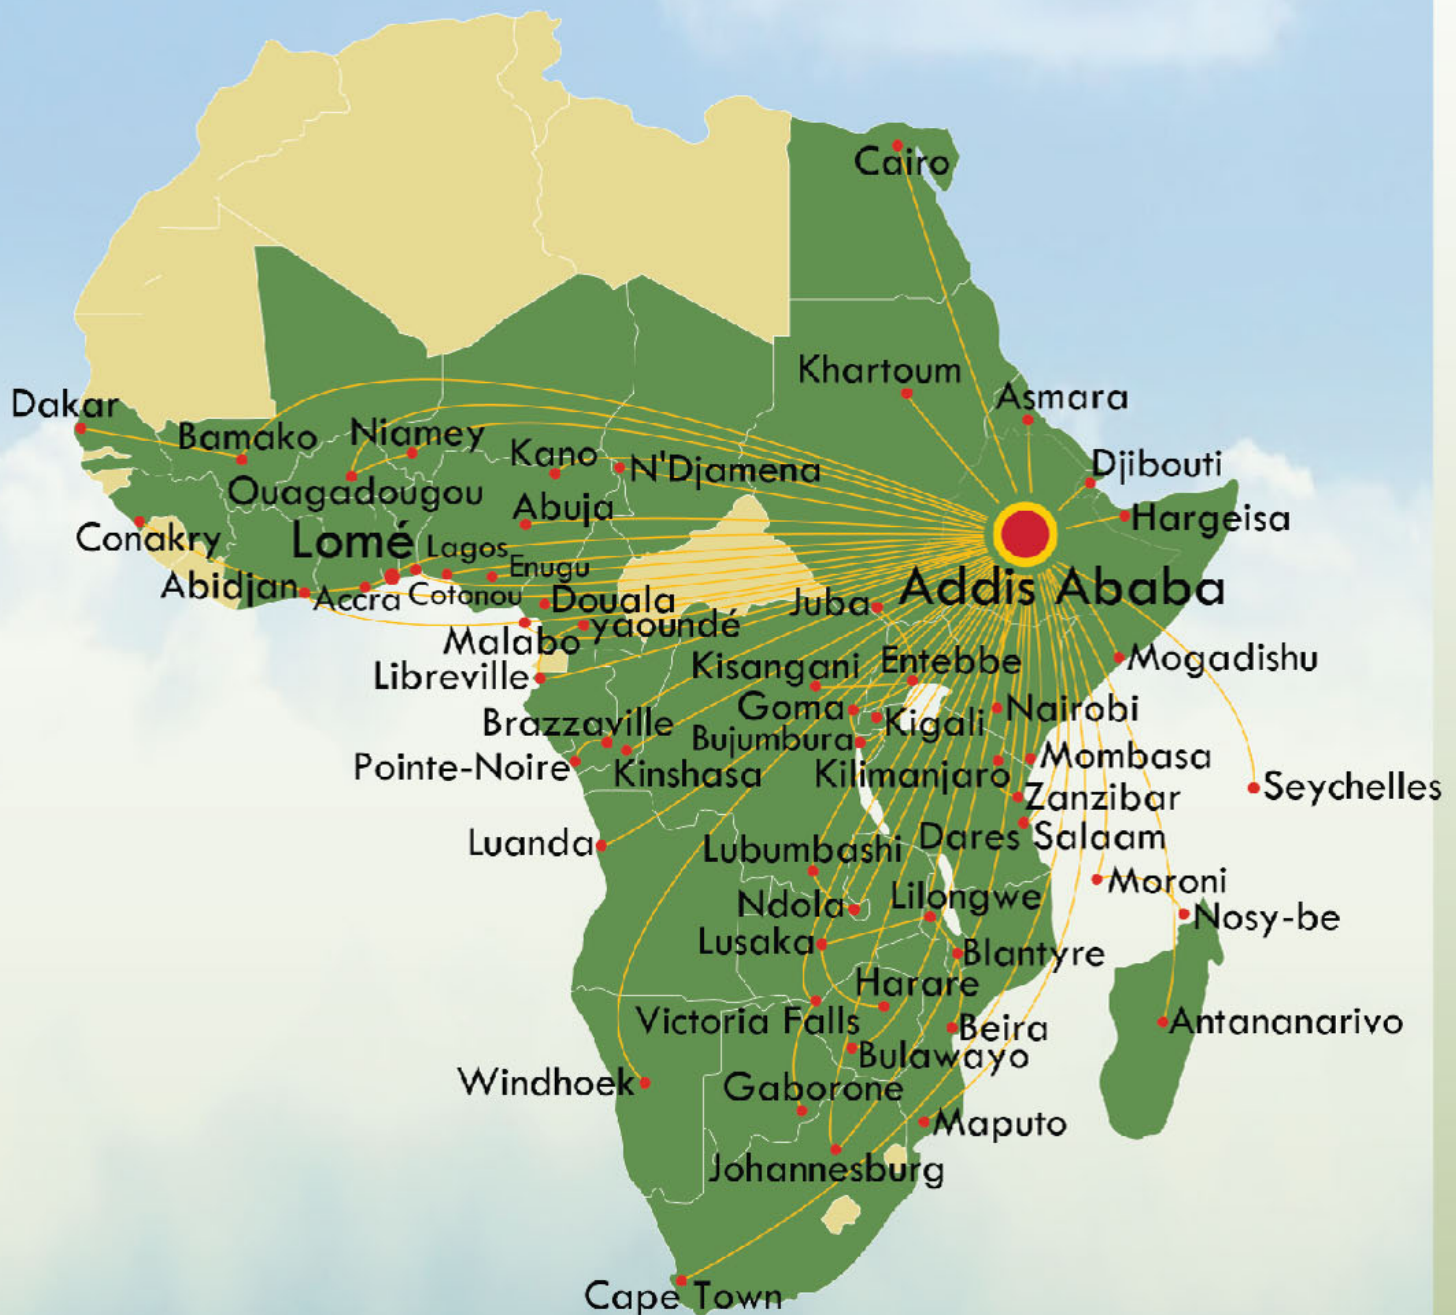 Cairo
Khartoum
Asmara
Dakar
Bamako
Niamey
Kano
N'Djamena
Djibouti
Ouagadougou
Abuja
Hargeisa
Conakry
Lomé
Lagos
Enugu
Abidjan
Accra
Cotonou
Douala
Juba
Addis Ababa
Malabo
yaoundé
Libreville
Kisangani
Entebbe
Mogadishu
Goma
Kigali
Nairobi
Brazzaville
Bujumbura
Pointe-Noire
Kinshasa
Kilimanjaro
Mombasa
Seychelles
Zanzibar
Luanda
Lubumbashi
Dares Salaam
Moroni
Ndola
Lilongwe
Nosy-be
Lusaka
Blantyre
Harare
Victoria Falls
Beira
Antananarivo
Bulawayo
Windhoek
Gaborone
Maputo
Johannesburg
Cape Town